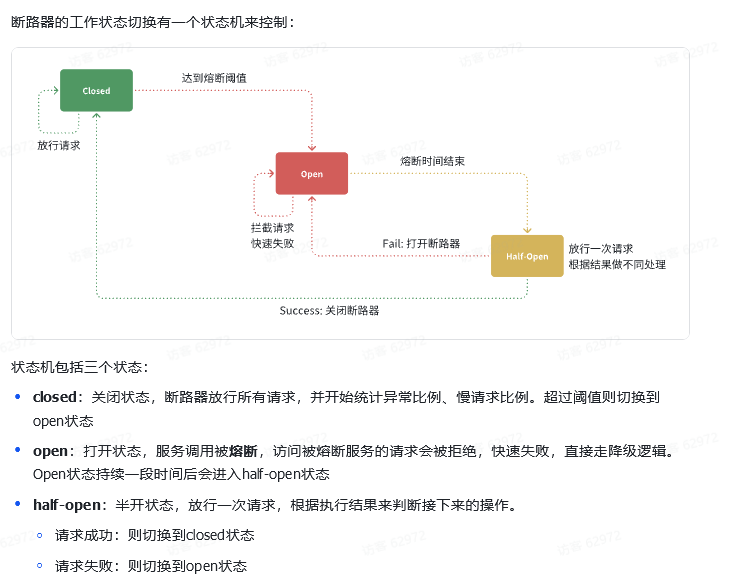 断路器的工作状态切换有一个状态机来控制：
Closed
达到熔断阈值
放行请求
Open
熔断时间结束
拦截请求
快速失败
Fail: 打开断路器
Half-Open
放行一次请求
根据结果做不同处理
Success: 关闭断路器
状态机包括三个状态：
• closed：关闭状态，断路器放行所有请求，并开始统计异常比例、慢请求比例。超过阈值则切换到
open状态
• open：打开状态，服务调用被熔断，访问被熔断服务的请求会被拒绝，快速失败，直接走降级逻辑。
Open状态持续一段时间后会进入half-open状态
• half-open：半开状态，放行一次请求，根据执行结果来判断接下来的操作。
◦ 请求成功：则切换到closed状态
◦ 请求失败：则切换到open状态
访客 62972